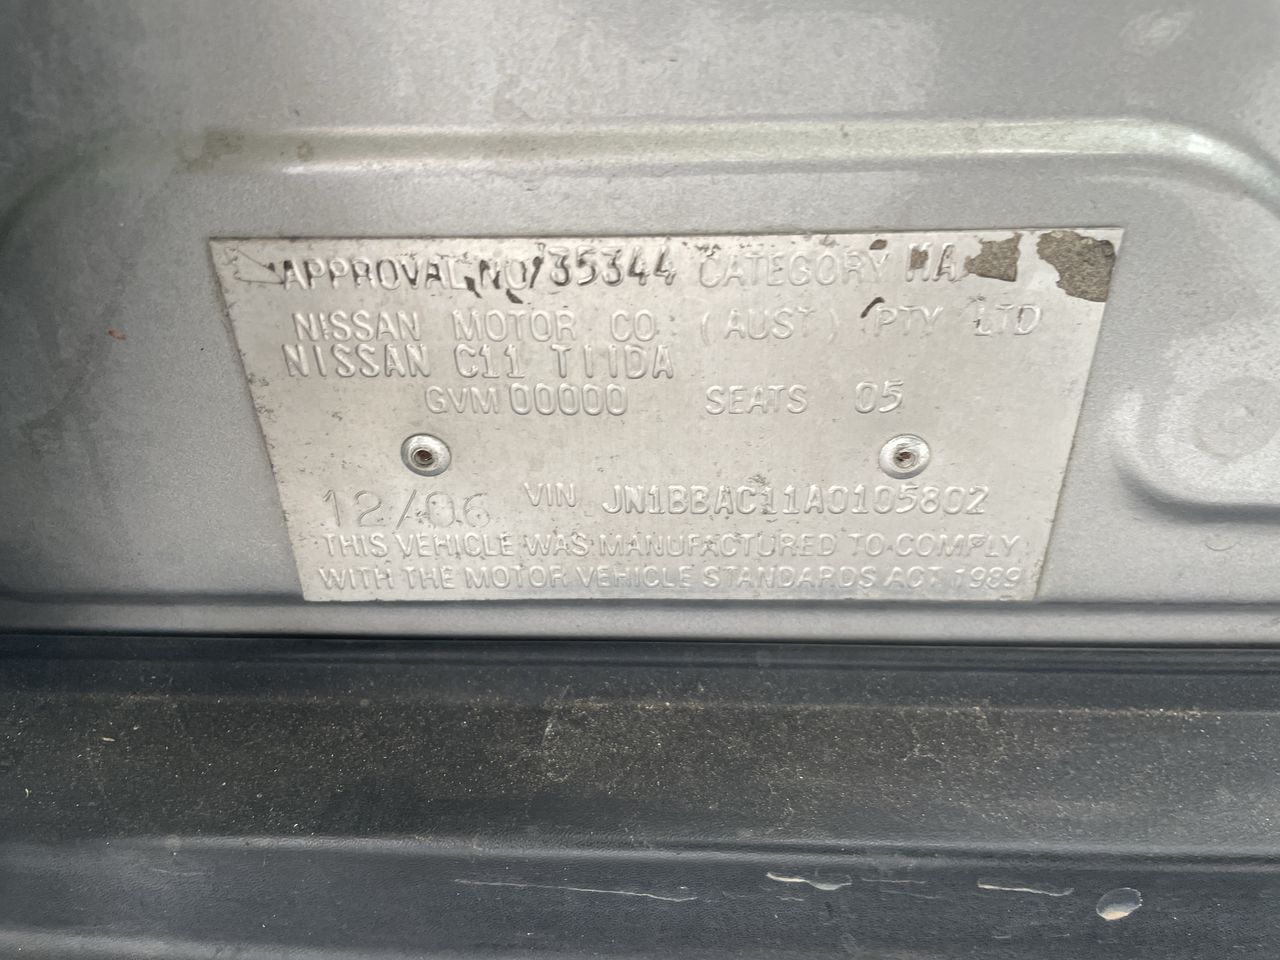 APPROVAL NO 35344 CATEGORY MA
NISSAN MOTOR CO (AUST) PTY LTD
NISSAN C11 TIIDA
GVM 00000 SEATS 05
12/06 VIN JN1BBAC11A0105802
THIS VEHICLE WAS MANUFACTURED TO COMPLY
WITH THE MOTOR VEHICLE STANDARDS ACT 1989